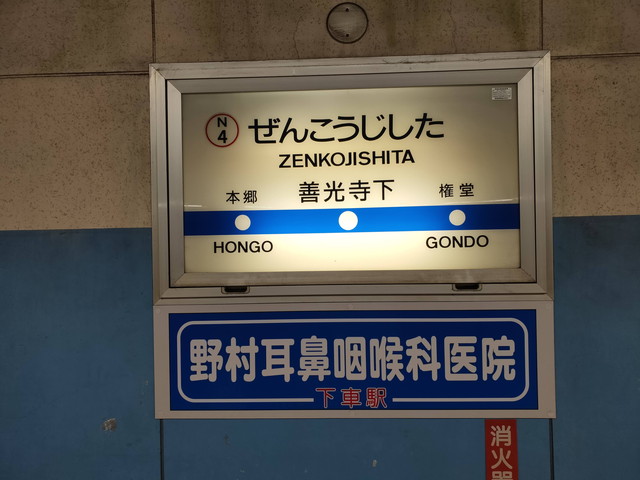 N
4
ぜんこうじした
ZENKOJISHITA
本郷 善光寺下 権堂
HONGO GONDO
野村耳鼻咽喉科医院
下車駅
消火